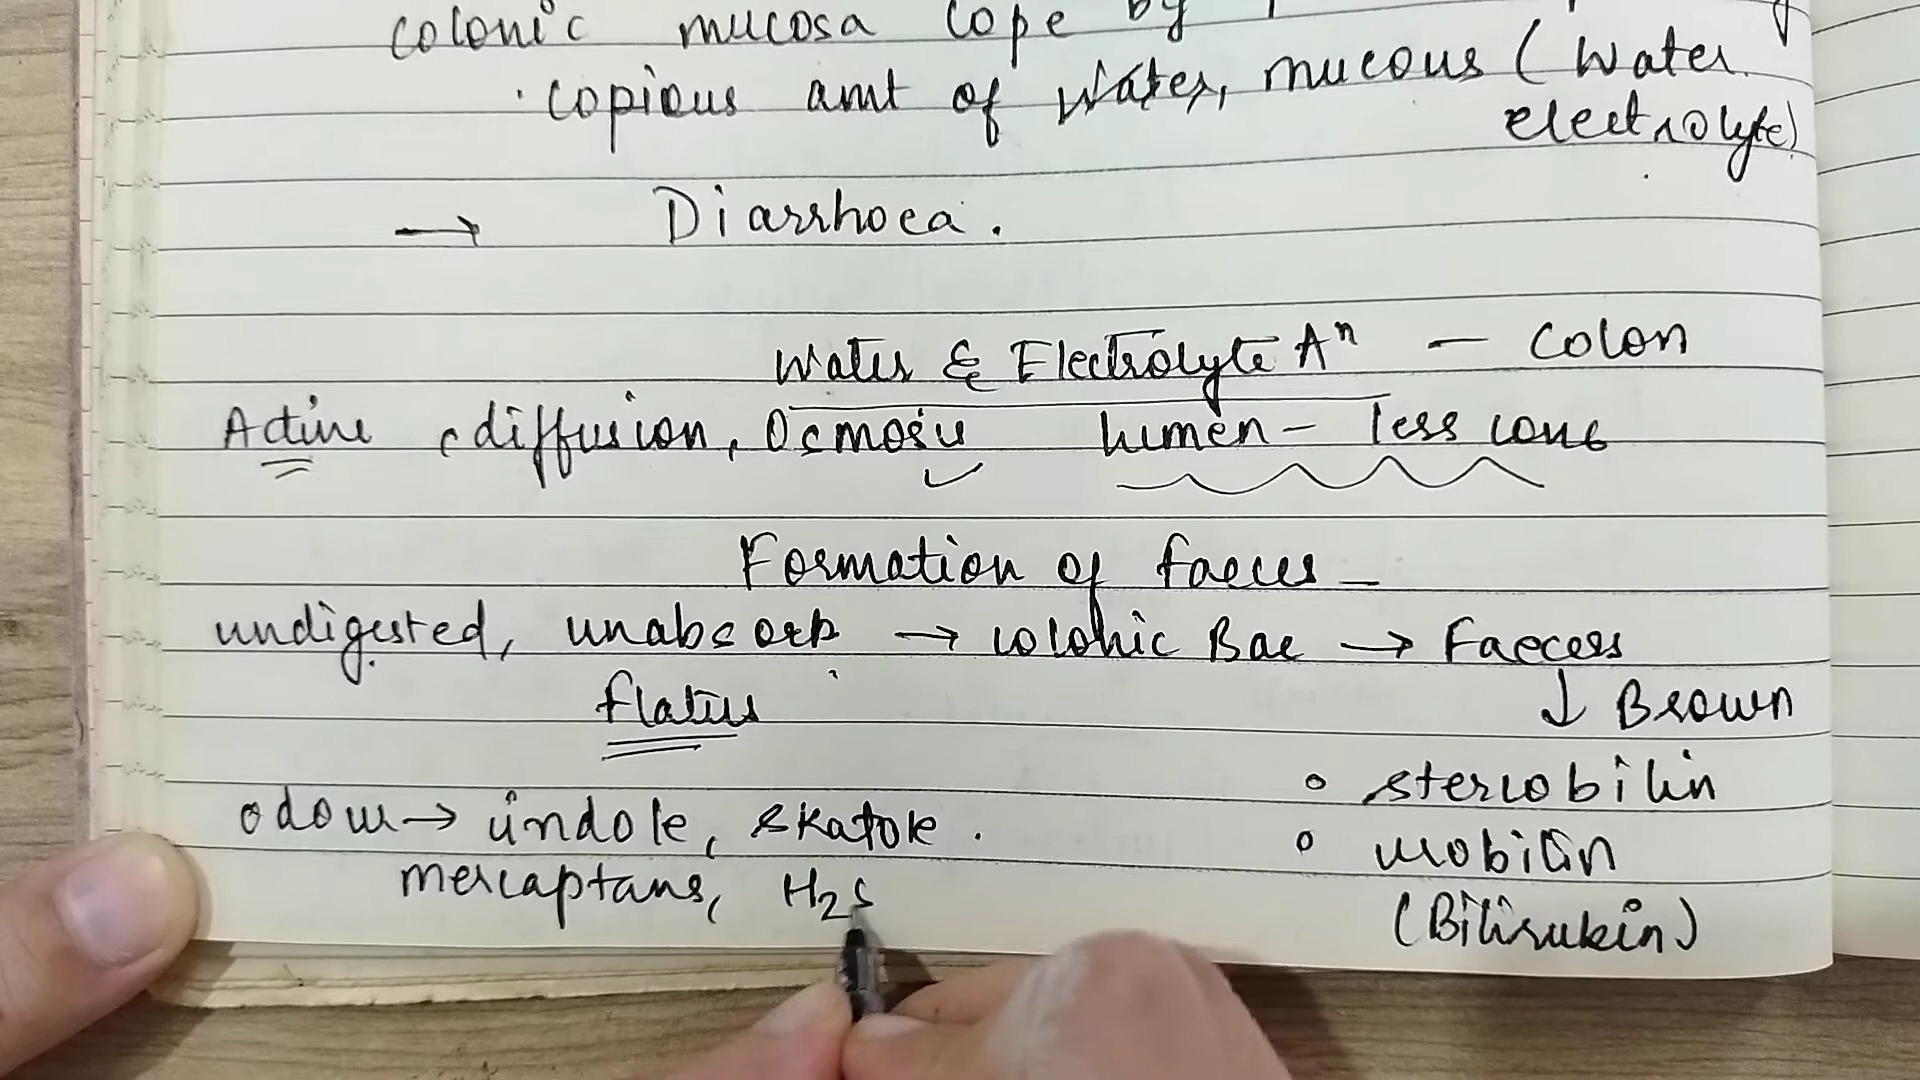 colonic mucosa cope by
copious amt of water, mucous (water
electrolyte)
→ Diarrhoea.
Water & Electrolyte Aⁿ — Colon
Active diffusion, Osmosis lumen – less conc
Formation of faeces –
undigested, unabsorb → colonic Bac → Faecess
flatus ↓ Brown
◦ stercobilin
odour → indole, skatole.
◦ urobilin
mercaptans, H₂S
(Bilirubin)